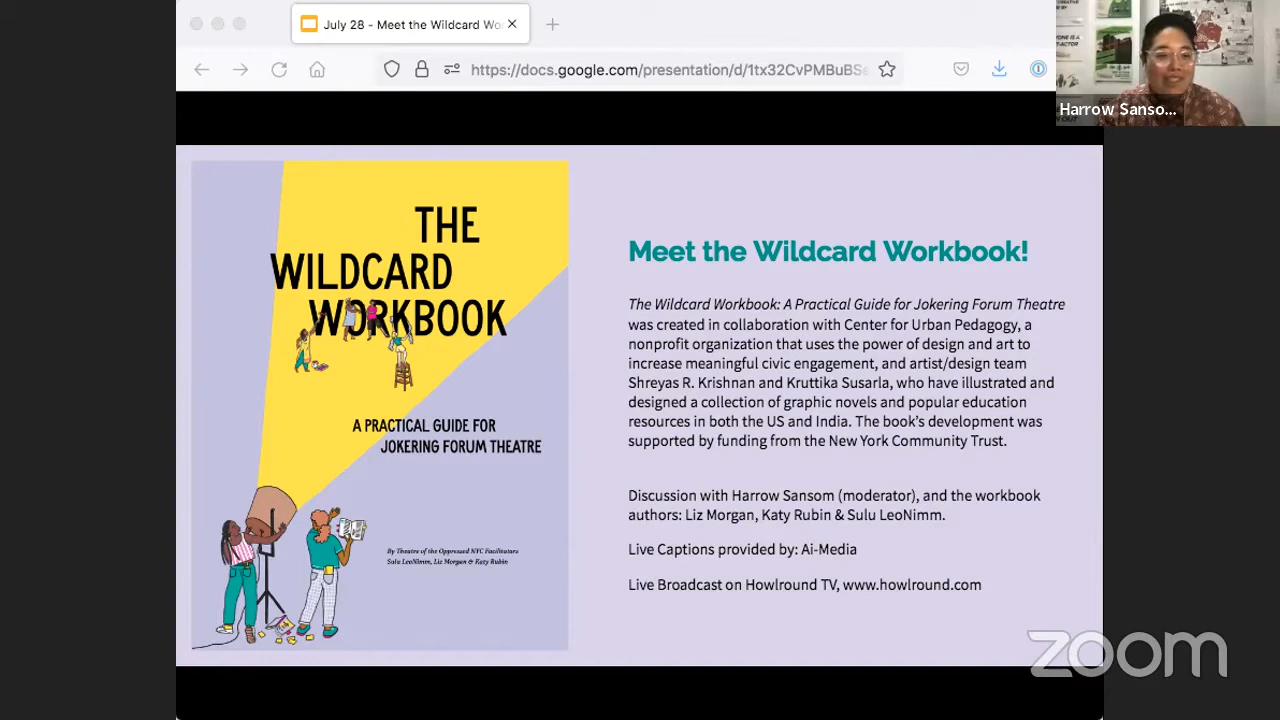 July 28 - Meet the Wildcard Wo
https://docs.google.com/presentation/d/1tx32CvPMBuBS
Harrow Sanso...
THE
WILDCARD
WORKBOOK
A PRACTICAL GUIDE FOR
JOKERING FORUM THEATRE
By Theatre of the Oppressed NYC Facilitators
Sulu LeoNimm, Liz Morgan & Katy Rubin
Meet the Wildcard Workbook!
The Wildcard Workbook: A Practical Guide for Jokering Forum Theatre
was created in collaboration with Center for Urban Pedagogy, a
nonprofit organization that uses the power of design and art to
increase meaningful civic engagement, and artist/design team
Shreyas R. Krishnan and Kruttika Susarla, who have illustrated and
designed a collection of graphic novels and popular education
resources in both the US and India. The book's development was
supported by funding from the New York Community Trust.
Discussion with Harrow Sansom (moderator), and the workbook
authors: Liz Morgan, Katy Rubin & Sulu LeoNimm.
Live Captions provided by: Ai-Media
Live Broadcast on Howlround TV, www.howlround.com
zoom